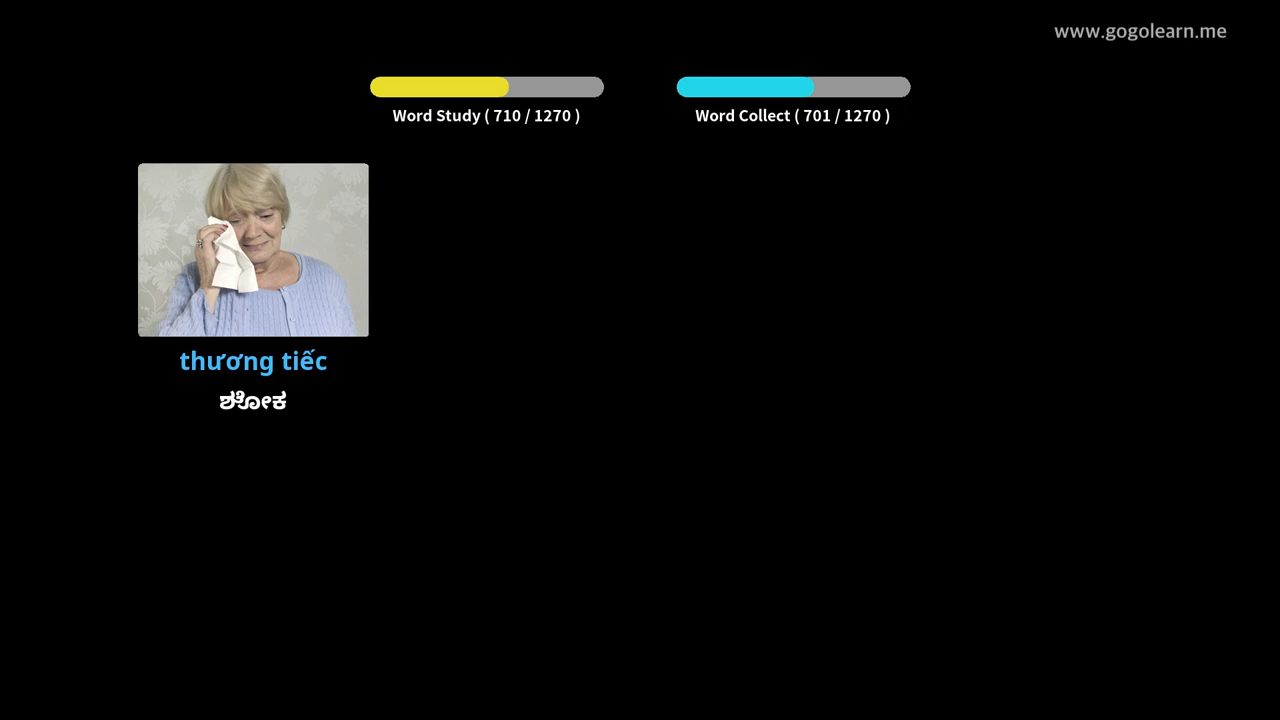 www.gogolearn.me
Word Study ( 710 / 1270 )
Word Collect ( 701 / 1270 )
thương tiếc
ಶೋಕ